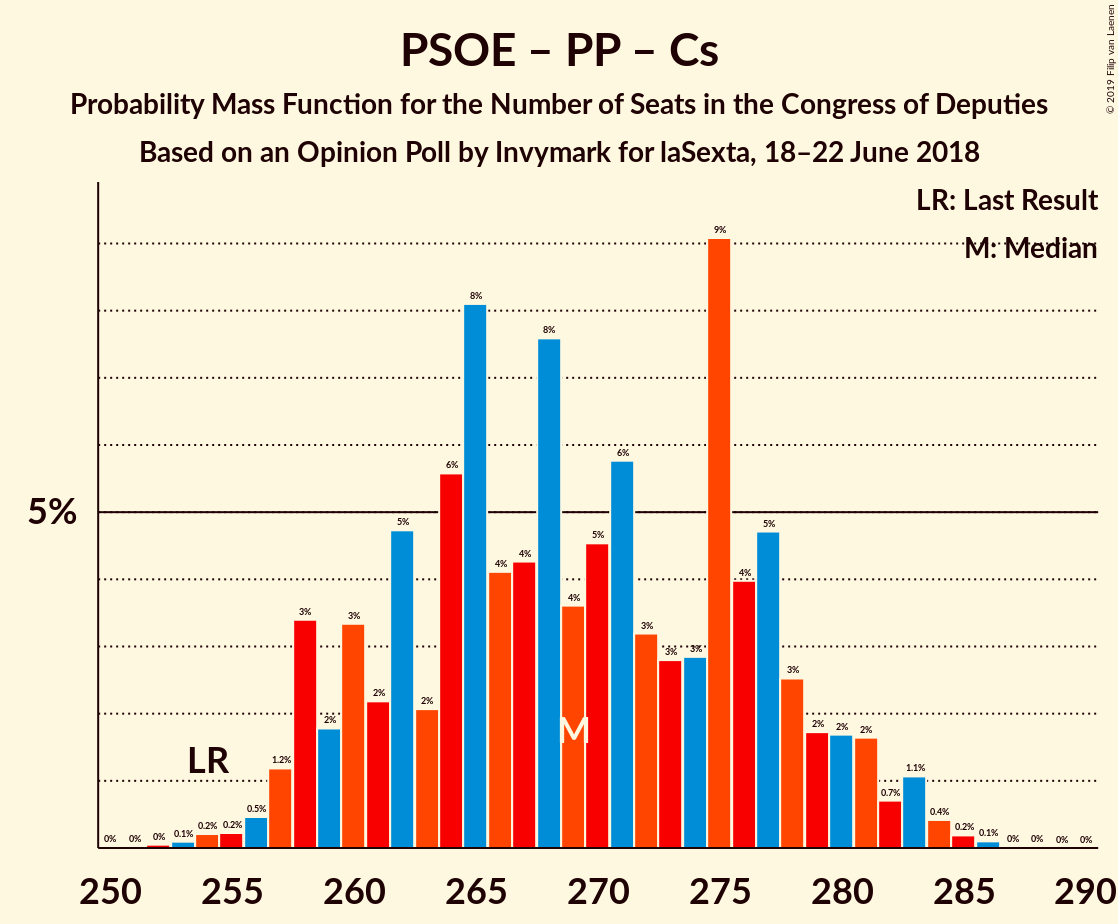 PSOE – PP – Cs
Probability Mass Function for the Number of Seats in the Congress of Deputies
Based on an Opinion Poll by Invymark for laSexta, 18–22 June 2018
© 2019 Filip van Laenen
LR: Last Result
M: Median
5%
0% 0% 0% 0.1% 0.2% 0.2% 0.5% 1.2% 3% 2% 3% 2% 5% 2% 6% 8% 4% 4% 8% 4% 5% 6% 3% 3% 3% 9% 4% 5% 3% 2% 2% 2% 0.7% 1.1% 0.4% 0.2% 0.1% 0% 0% 0% 0%
LR
M
250 255 260 265 270 275 280 285 290